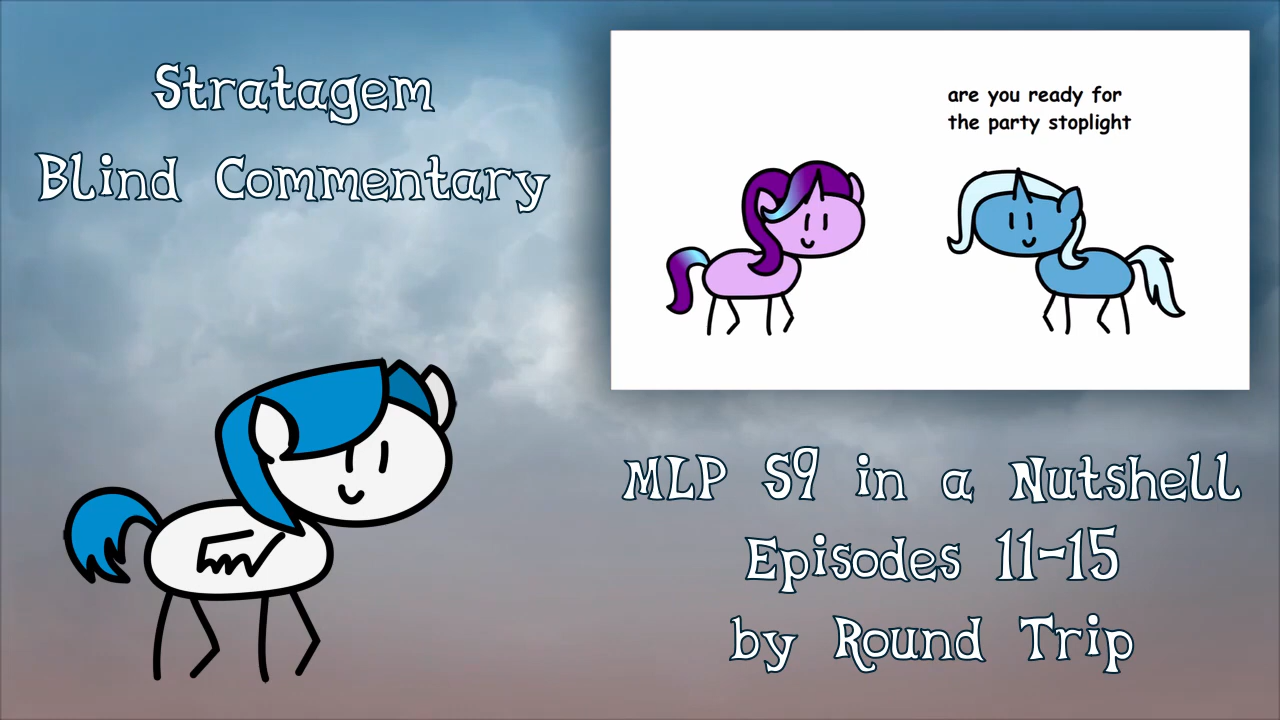 Stratagem
Blind Commentary
are you ready for
the party stoplight
MLP S9 in a Nutshell
Episodes 11-15
by Round Trip